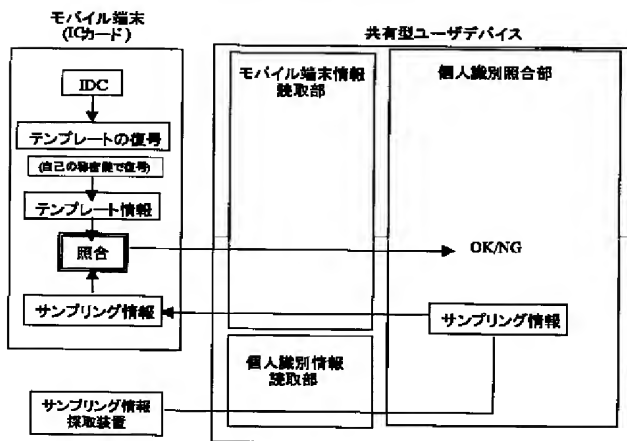 モバイル端末
(ICカード)
IDC
テンプレートの復号
(自己の秘密鍵で復号)
テンプレート情報
照合
サンプリング情報
サンプリング情報
採取装置
共有型ユーザデバイス
モバイル端末情報
読取部
個人識別情報
読取部
個人識別照合部
OK/NG
サンプリング情報